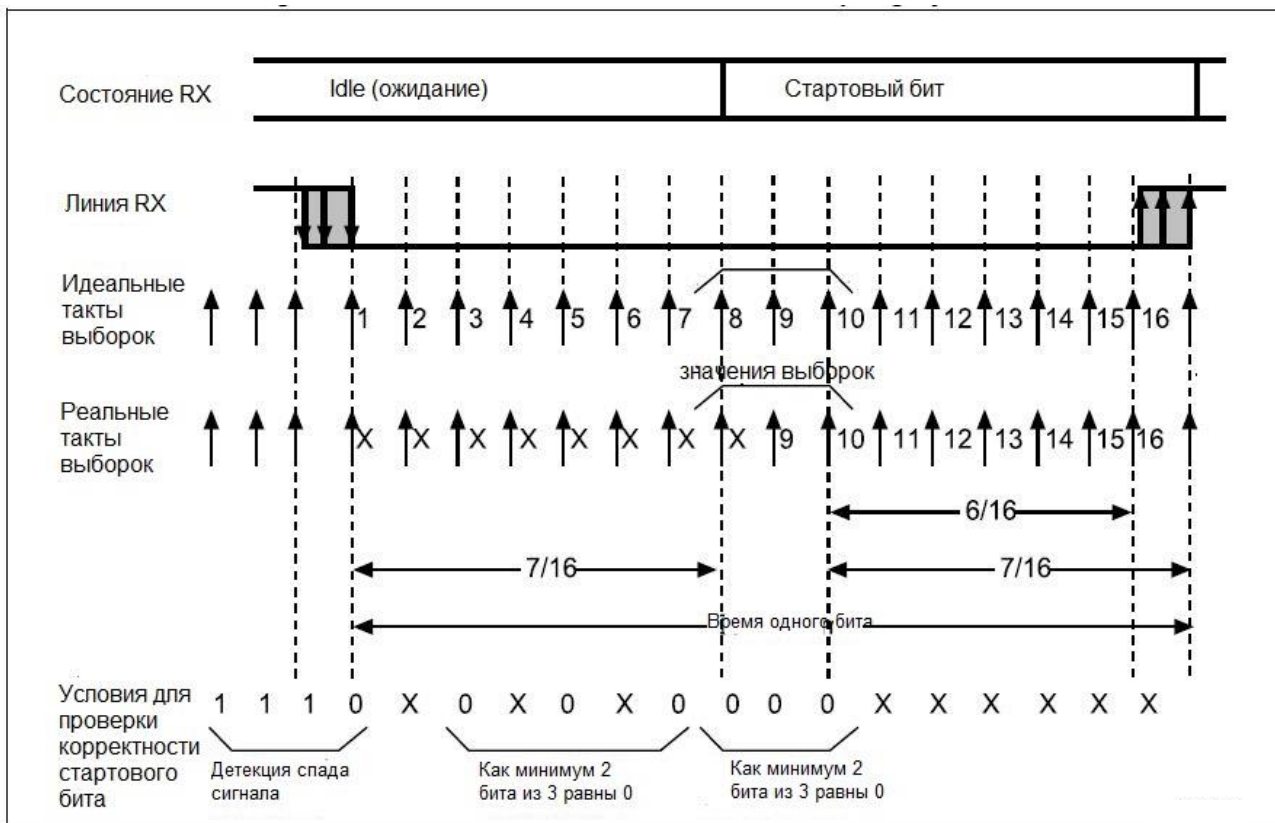 Состояние RX
Idle (ожидание)
Стартовый бит
Линия RX
Идеальные
такты
выборок
1 2 3 4 5 6 7 8 9 10 11 12 13 14 15 16
значения выборок
Реальные
такты
выборок
X X X X X X X X 9 10 11 12 13 14 15 16
6/16
7/16
7/16
Время одного бита
Условия для
проверки
корректности
стартового
бита
1 1 1 0 X 0 X 0 X 0 0 0 0 X X X X X X
Детекция спада
сигнала
Как минимум 2
бита из 3 равны 0
Как минимум 2
бита из 3 равны 0